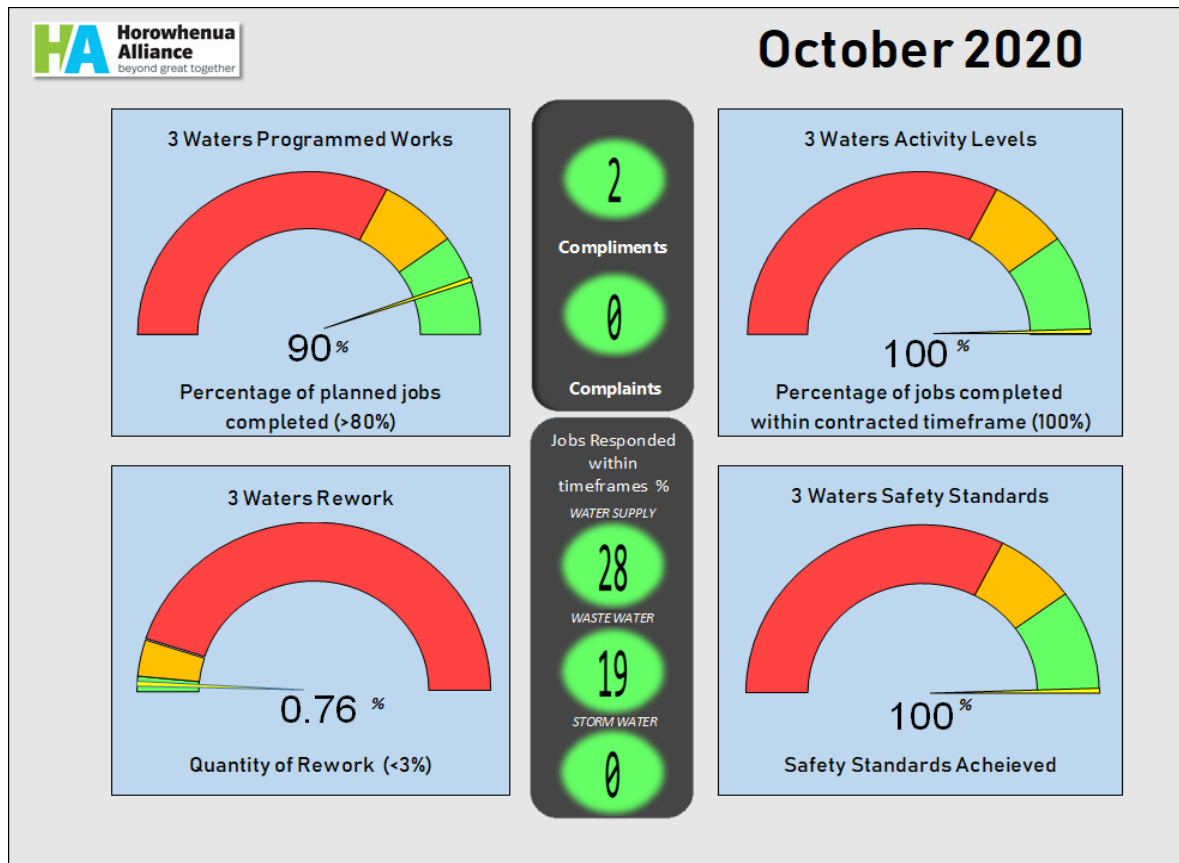 HA Horowhenua
Alliance
beyond great together
October 2020
3 Waters Programmed Works
90 %
Percentage of planned jobs
completed (>80%)
2
Compliments
0
Complaints
3 Waters Activity Levels
100 %
Percentage of jobs completed
within contracted timeframe (100%)
3 Waters Rework
0.76 %
Quantity of Rework (<3%)
Jobs Responded
within
timeframes %
WATER SUPPLY
28
WASTE WATER
19
STORM WATER
0
3 Waters Safety Standards
100 %
Safety Standards Acheieved